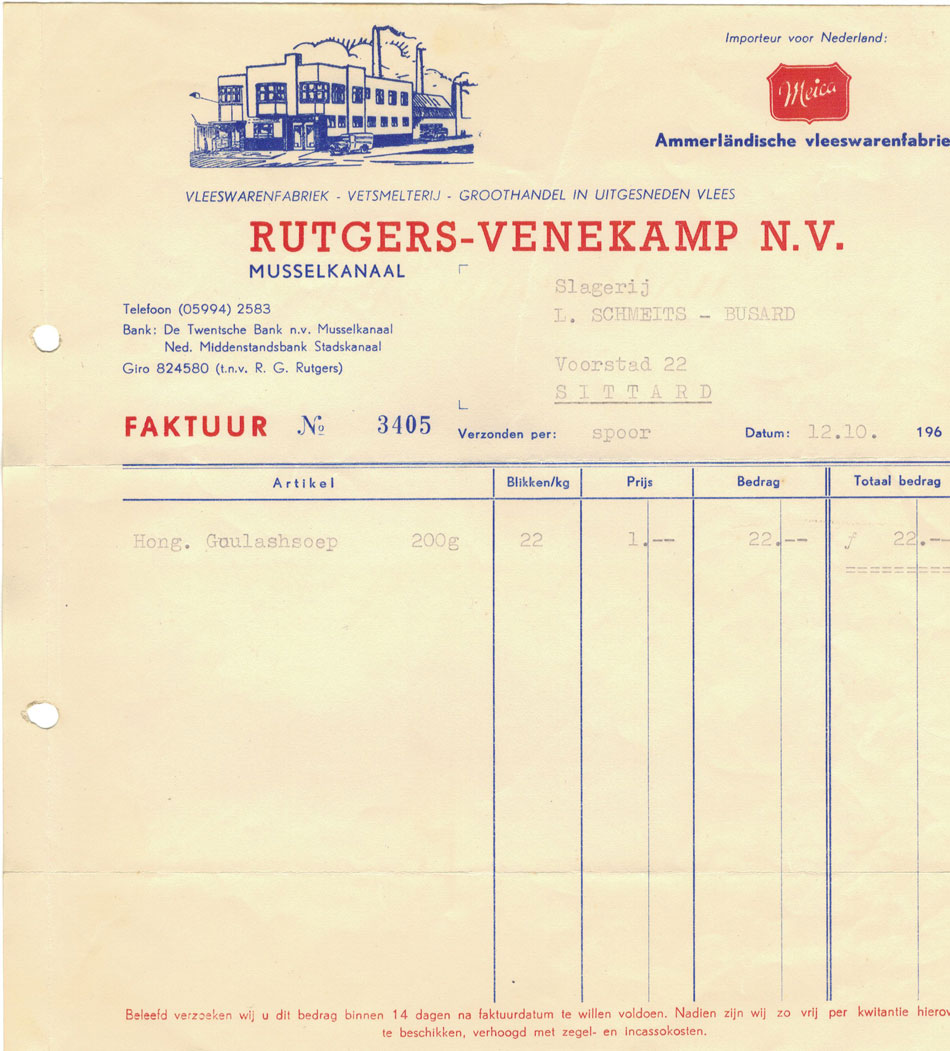 Importeur voor Nederland:
Meica
Ammerländische vleeswarenfabrie
VLEESWARENFABRIEK - VETSMELTERIJ - GROOTHANDEL IN UITGESNEDEN VLEES
RUTGERS-VENEKAMP N.V.
MUSSELKANAAL
Slagerij
L. SCHMEITS - BUSARD
Voorstad 22
SITTARD
Telefoon (05994) 2583
Bank: De Twentsche Bank n.v. Musselkanaal
Ned. Middenstandsbank Stadskanaal
Giro 824580 (t.n.v. R. G. Rutgers)
FAKTUUR № 3405 Verzonden per: spoor Datum: 12.10. 196
Artikel Blikken/kg Prijs Bedrag Totaal bedrag
Hong. Guulashsoep 200g 22 1.-- 22.-- ƒ 22.--
Beleefd verzoeken wij u dit bedrag binnen 14 dagen na faktuurdatum te willen voldoen. Nadien zijn wij zo vrij per kwitantie hierov
te beschikken, verhoogd met zegel- en incassokosten.